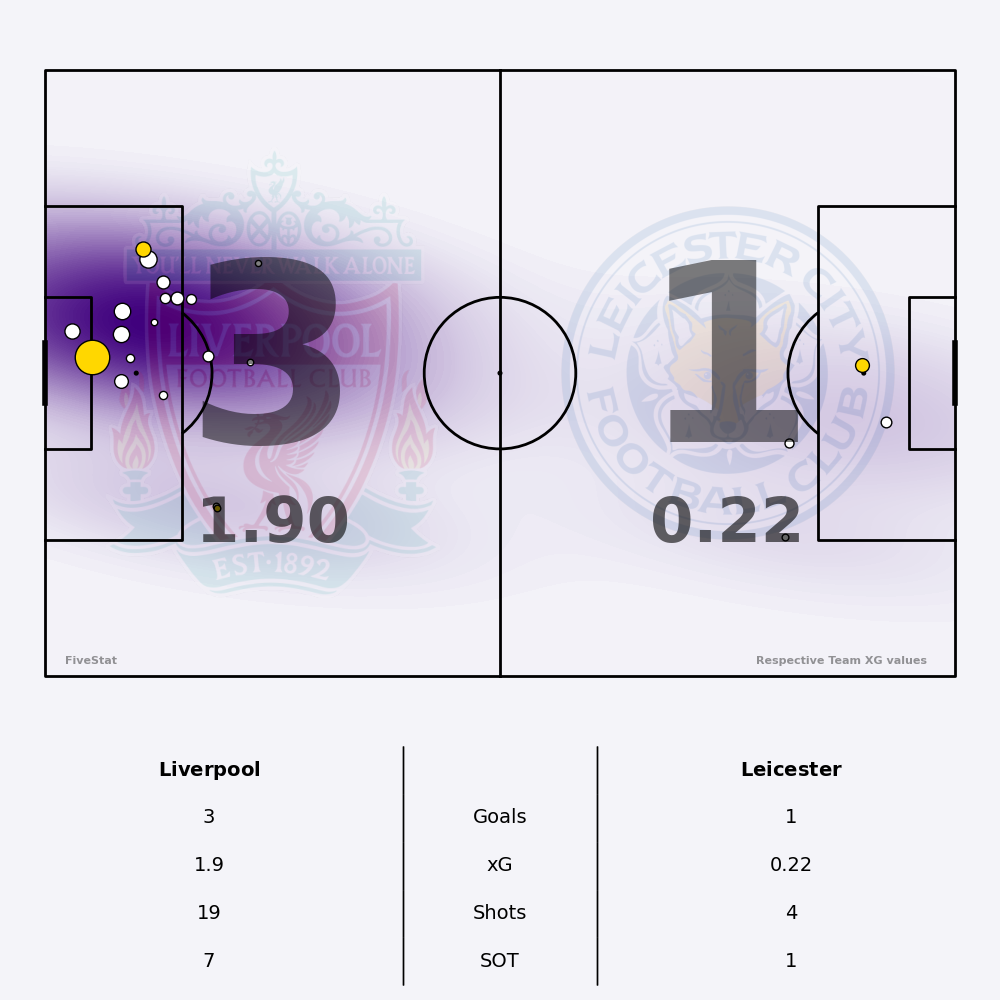 YOU'LL NEVER WALK ALONE
LIVERPOOL
FOOTBALL CLUB
EST·1892
LEICESTER CITY
FOOTBALL CLUB
3
1
1.90
0.22
FiveStat
Respective Team XG values
Liverpool Leicester
3 Goals 1
1.9 xG 0.22
19 Shots 4
7 SOT 1